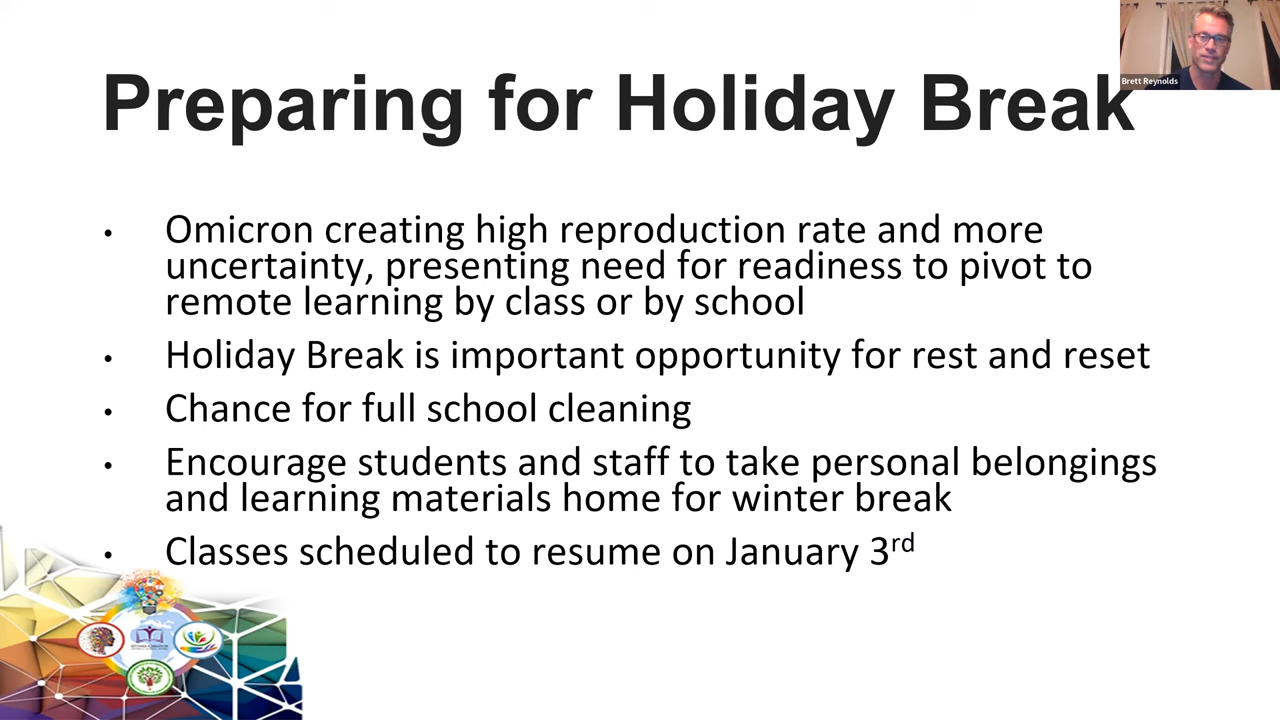 Brett Reynolds
Preparing for Holiday Break
• Omicron creating high reproduction rate and more
uncertainty, presenting need for readiness to pivot to
remote learning by class or by school
• Holiday Break is important opportunity for rest and reset
• Chance for full school cleaning
• Encourage students and staff to take personal belongings
and learning materials home for winter break
• Classes scheduled to resume on January 3rd